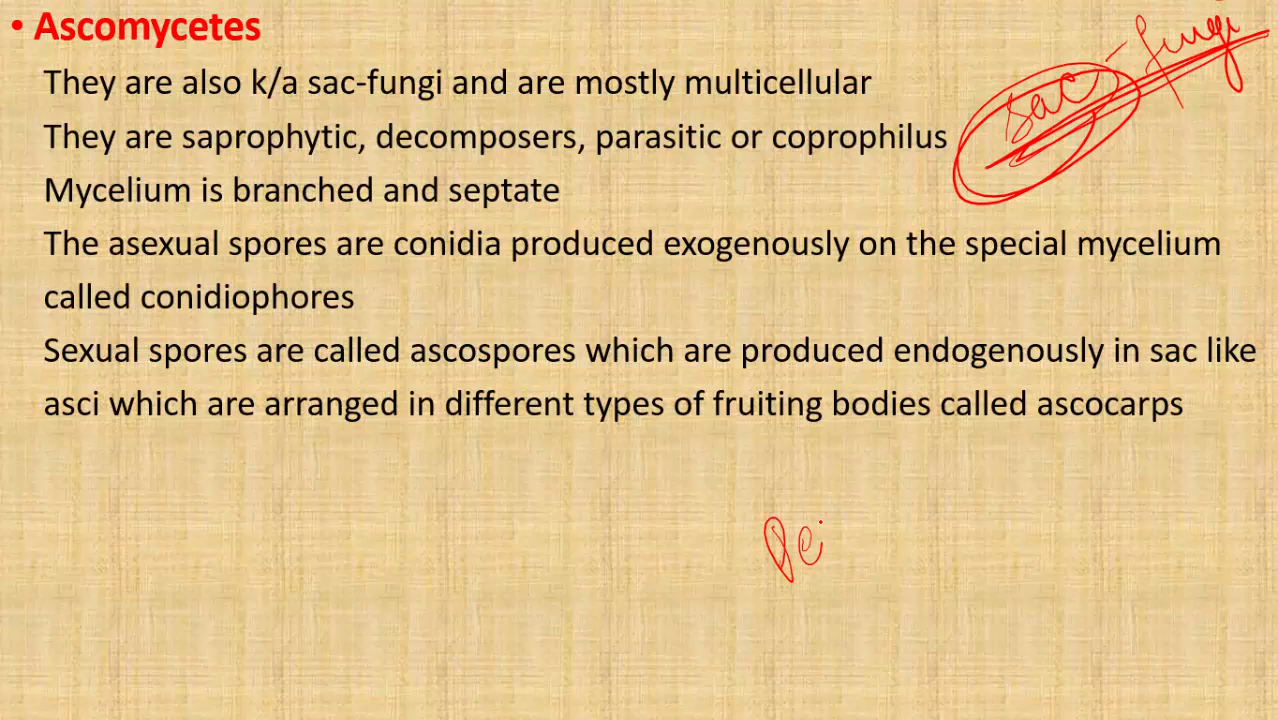 • Ascomycetes
sac-fungi
They are also k/a sac-fungi and are mostly multicellular
They are saprophytic, decomposers, parasitic or coprophilus
Mycelium is branched and septate
The asexual spores are conidia produced exogenously on the special mycelium
called conidiophores
Sexual spores are called ascospores which are produced endogenously in sac like
asci which are arranged in different types of fruiting bodies called ascocarps